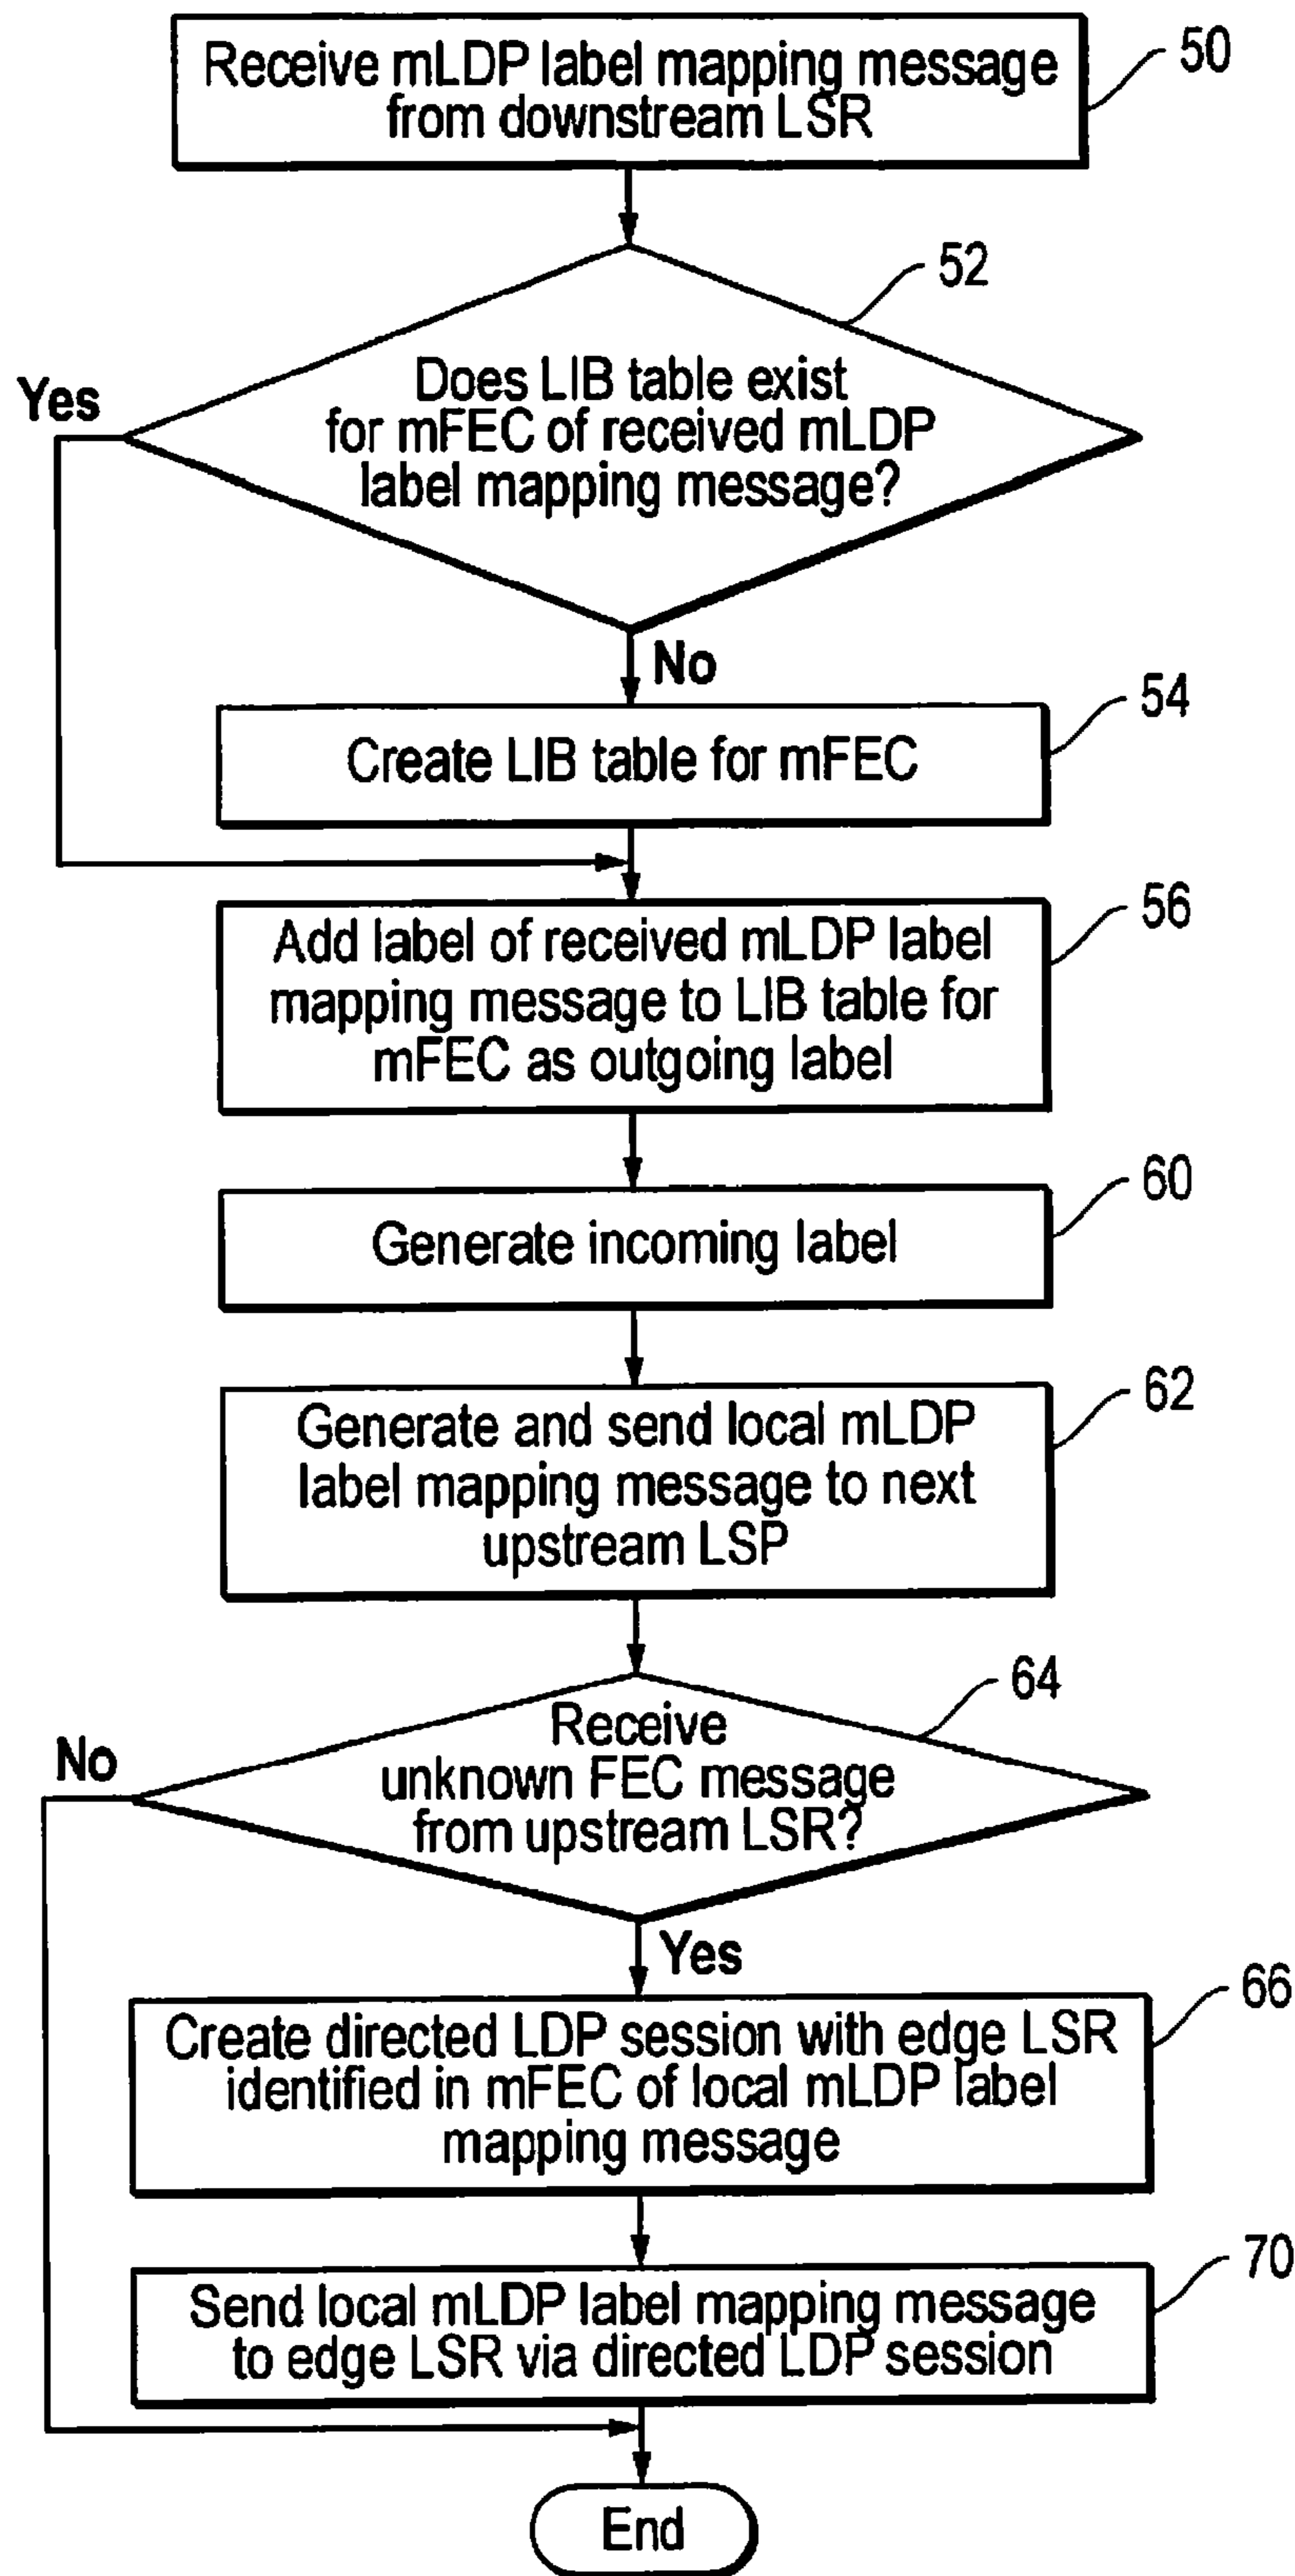 Receive mLDP label mapping message
from downstream LSR
50
52
Does LIB table exist
for mFEC of received mLDP
label mapping message?
Yes
No
54
Create LIB table for mFEC
56
Add label of received mLDP label
mapping message to LIB table for
mFEC as outgoing label
60
Generate incoming label
62
Generate and send local mLDP
label mapping message to next
upstream LSP
64
Receive
unknown FEC message
from upstream LSR?
No
Yes
66
Create directed LDP session with edge LSR
identified in mFEC of local mLDP label
mapping message
70
Send local mLDP label mapping message
to edge LSR via directed LDP session
End